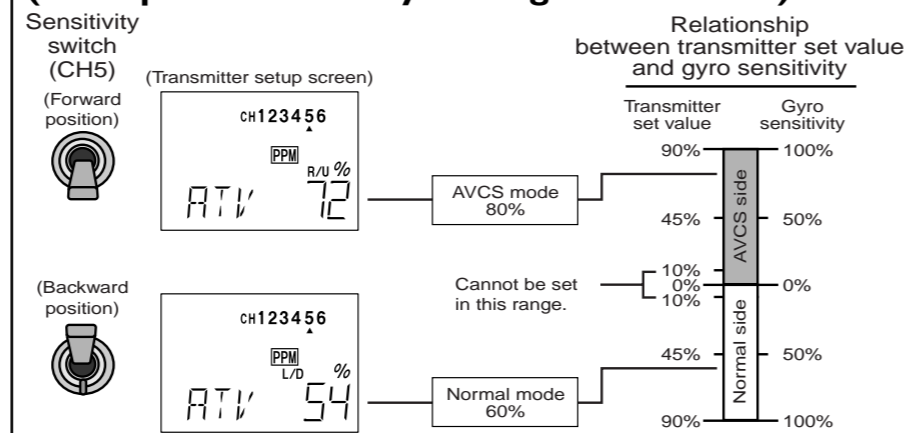 Sensitivity
switch
(CH5)
(Forward
position)
(Transmitter setup screen)
CH123456
PPM
R/U %
ATV 72
AVCS mode
80%
(Backward
position)
CH123456
PPM
L/D %
ATV 54
Normal mode
60%
Relationship
between transmitter set value
and gyro sensitivity
Transmitter
set value
Gyro
sensitivity
90% 100%
45% 50%
10%
0% 0%
10%
45% 50%
90% 100%
AVCS side
Normal side
Cannot be set
in this range.